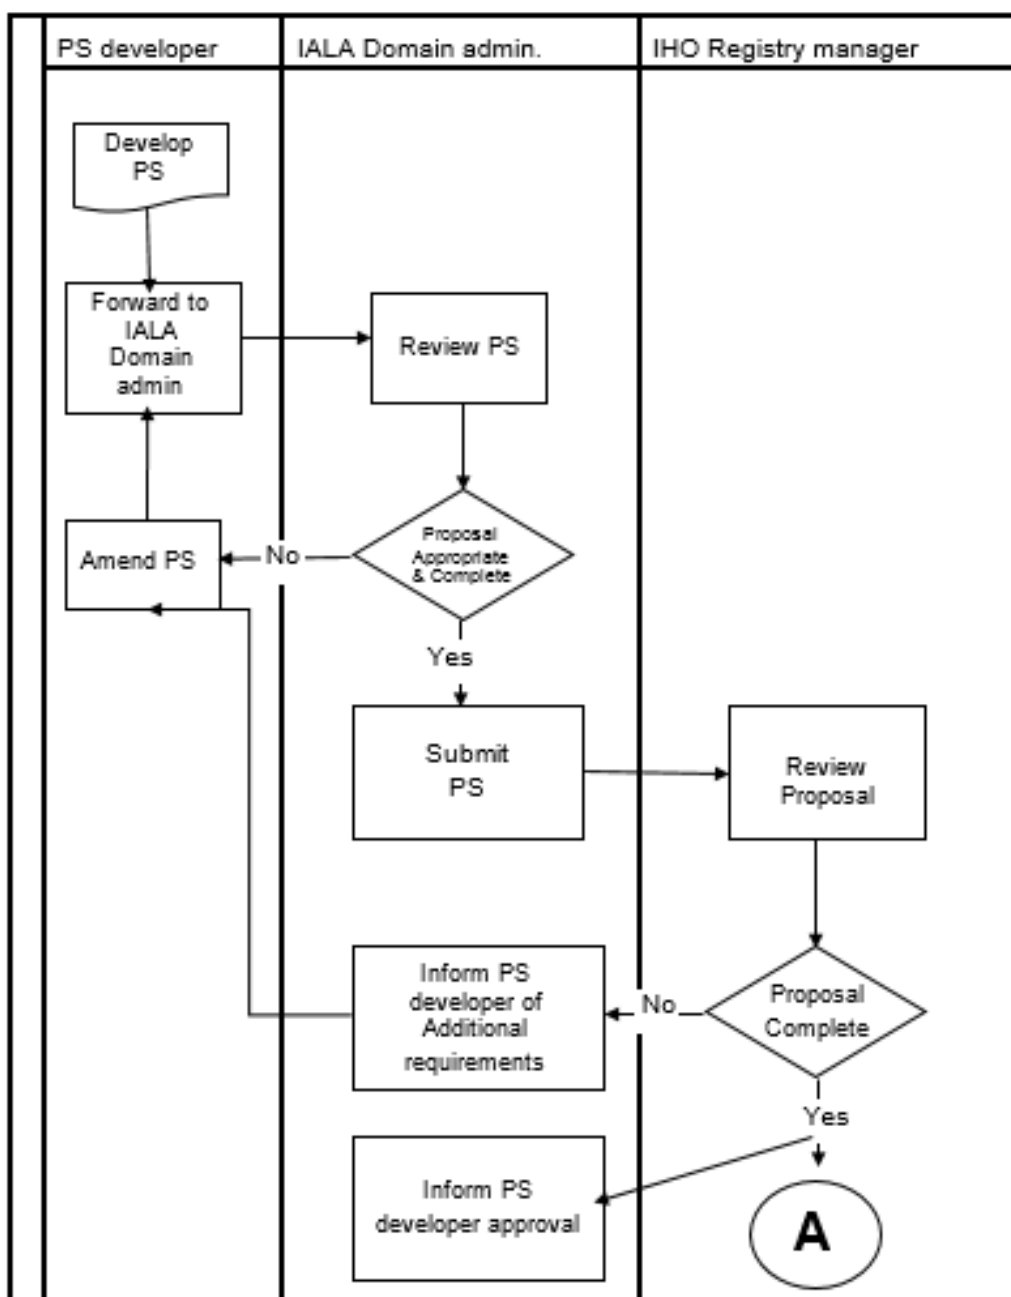 PS developer
IALA Domain admin.
IHO Registry manager
Develop
PS
Forward to
IALA
Domain
admin
Review PS
Proposal
Appropriate
& Complete
No
Amend PS
Yes
Submit
PS
Review
Proposal
Proposal
Complete
No
Inform PS
developer of
Additional
requirements
Yes
Inform PS
developer approval
A